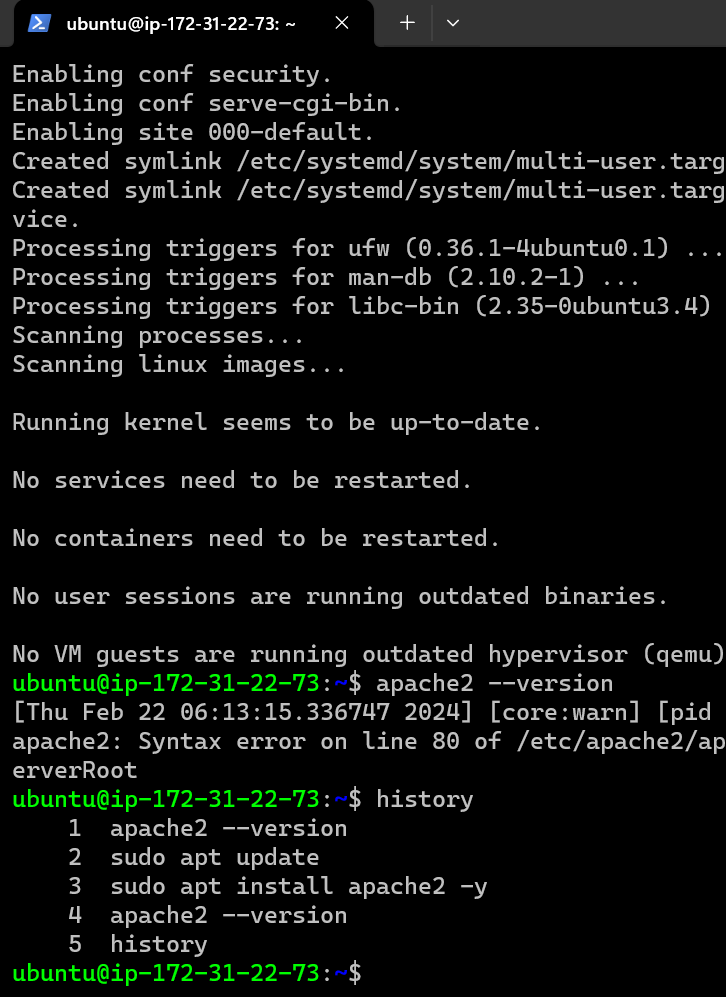 ubuntu@ip-172-31-22-73: ~
Enabling conf security.
Enabling conf serve-cgi-bin.
Enabling site 000-default.
Created symlink /etc/systemd/system/multi-user.targ
Created symlink /etc/systemd/system/multi-user.targ
vice.
Processing triggers for ufw (0.36.1-4ubuntu0.1) ...
Processing triggers for man-db (2.10.2-1) ...
Processing triggers for libc-bin (2.35-0ubuntu3.4)
Scanning processes...
Scanning linux images...
Running kernel seems to be up-to-date.
No services need to be restarted.
No containers need to be restarted.
No user sessions are running outdated binaries.
No VM guests are running outdated hypervisor (qemu)
ubuntu@ip-172-31-22-73:~$ apache2 --version
[Thu Feb 22 06:13:15.336747 2024] [core:warn] [pid
apache2: Syntax error on line 80 of /etc/apache2/ap
erverRoot
ubuntu@ip-172-31-22-73:~$ history
1 apache2 --version
2 sudo apt update
3 sudo apt install apache2 -y
4 apache2 --version
5 history
ubuntu@ip-172-31-22-73:~$